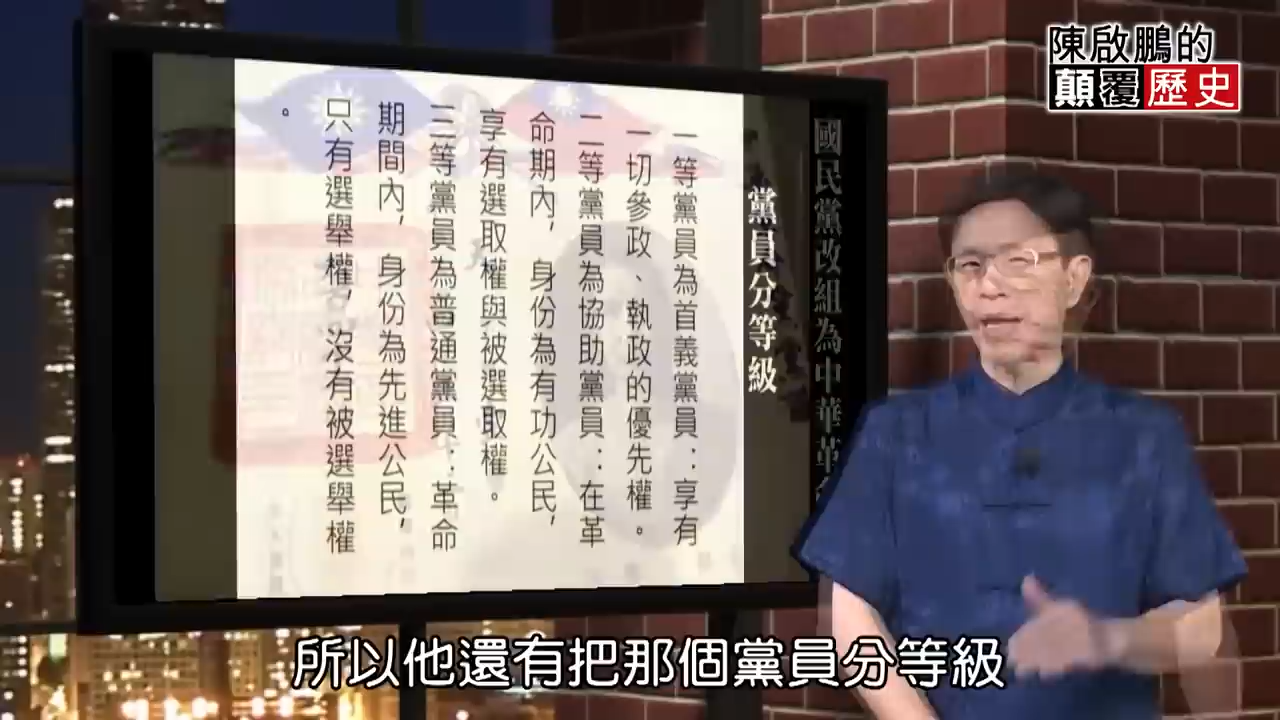 陳啟鵬的
顛覆歷史
國民黨改組為中華革
黨員分等級
一等黨員為首義黨員：享有
一切參政、執政的優先權。
二等黨員為協助黨員：在革
命期內，身份為有功公民，
享有選取權與被選取權。
三等黨員為普通黨員：革命
期間內，身份為先進公民，
只有選舉權，沒有被選舉權
。
所以他還有把那個黨員分等級